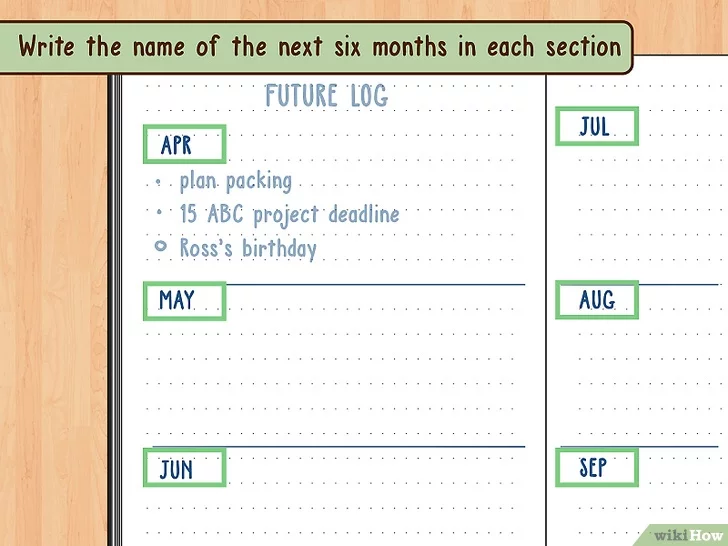 Write the name of the next six months in each section
FUTURE LOG
APR
• plan packing
• 15 ABC project deadline
o Ross's birthday
MAY
JUN
JUL
AUG
SEP
wikiHow